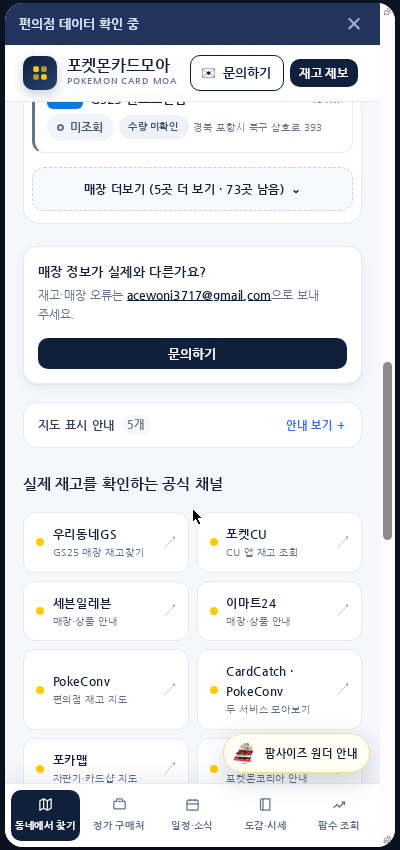 편의점 데이터 확인 중
포켓몬카드모아
POKEMON CARD MOA
문의하기
재고 제보
미조회
수량 미확인
경북 포항시 북구 삼호로 393
매장 더보기 (5곳 더 보기 · 73곳 남음)
매장 정보가 실제와 다른가요?
재고·매장 오류는 acewoni3717@gmail.com으로 보내
주세요.
문의하기
지도 표시 안내 5개
안내 보기 +
실제 재고를 확인하는 공식 채널
우리동네GS
GS25 매장 재고찾기
포켓CU
CU 앱 재고 조회
세븐일레븐
매장·상품 안내
이마트24
매장·상품 안내
PokeConv
편의점 재고 지도
CardCatch ·
PokeConv
두 서비스 모아보기
포카맵
자판기·카드샵 지도
포켓몬코리아 안내
팝사이즈 원더 안내
동네에서 찾기
정가 구매처
일정·소식
도감·시세
팝수 조회